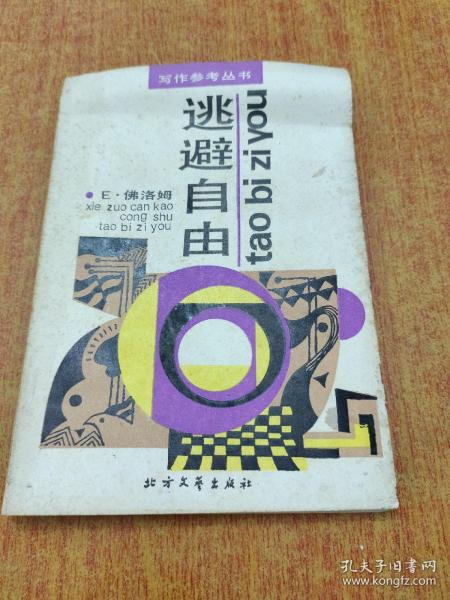 写作参考丛书
逃避自由
tao bi zi you
E·佛洛姆
xie zuo can kao
cong shu
tao bi zi you
北方文艺出版社
孔夫子旧书网
www.kongfz.com